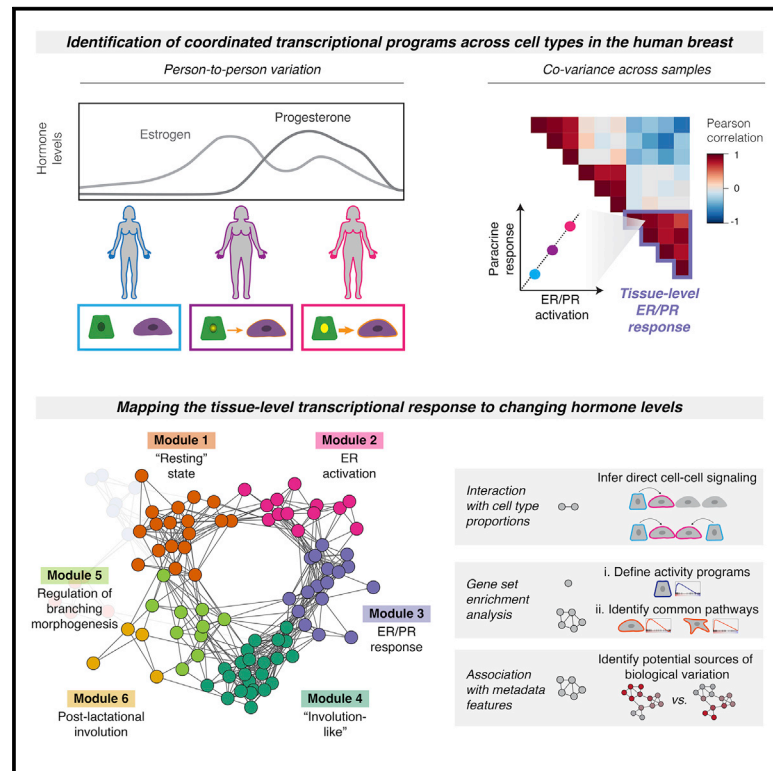 Identification of coordinated transcriptional programs across cell types in the human breast
Person-to-person variation
Hormone
levels
Estrogen
Progesterone
Co-variance across samples
Pearson
correlation
1
0
-1
Paracrine
response
ER/PR
activation
Tissue-level
ER/PR
response
Mapping the tissue-level transcriptional response to changing hormone levels
Module 1
"Resting"
state
Module 2
ER
activation
Module 5
Regulation of
branching
morphogenesis
Module 3
ER/PR
response
Module 6
Post-lactational
involution
Module 4
"Involution-
like"
Interaction
with cell type
proportions
Infer direct cell-cell signaling
Gene set
enrichment
analysis
i. Define activity programs
ii. Identify common pathways
Association
with metadata
features
Identify potential sources of
biological variation
vs.